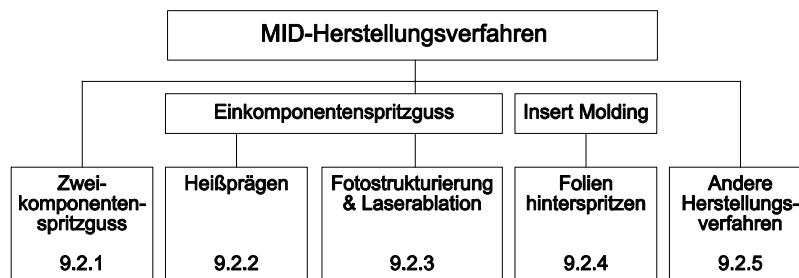 MID-Herstellungsverfahren
Einkomponentenspritzguss
Insert Molding
Zwei-
komponenten-
spritzguss
9.2.1
Heißprägen
9.2.2
Fotostrukturierung
& Laserablation
9.2.3
Folien
hinterspritzen
9.2.4
Andere
Herstellungs-
verfahren
9.2.5